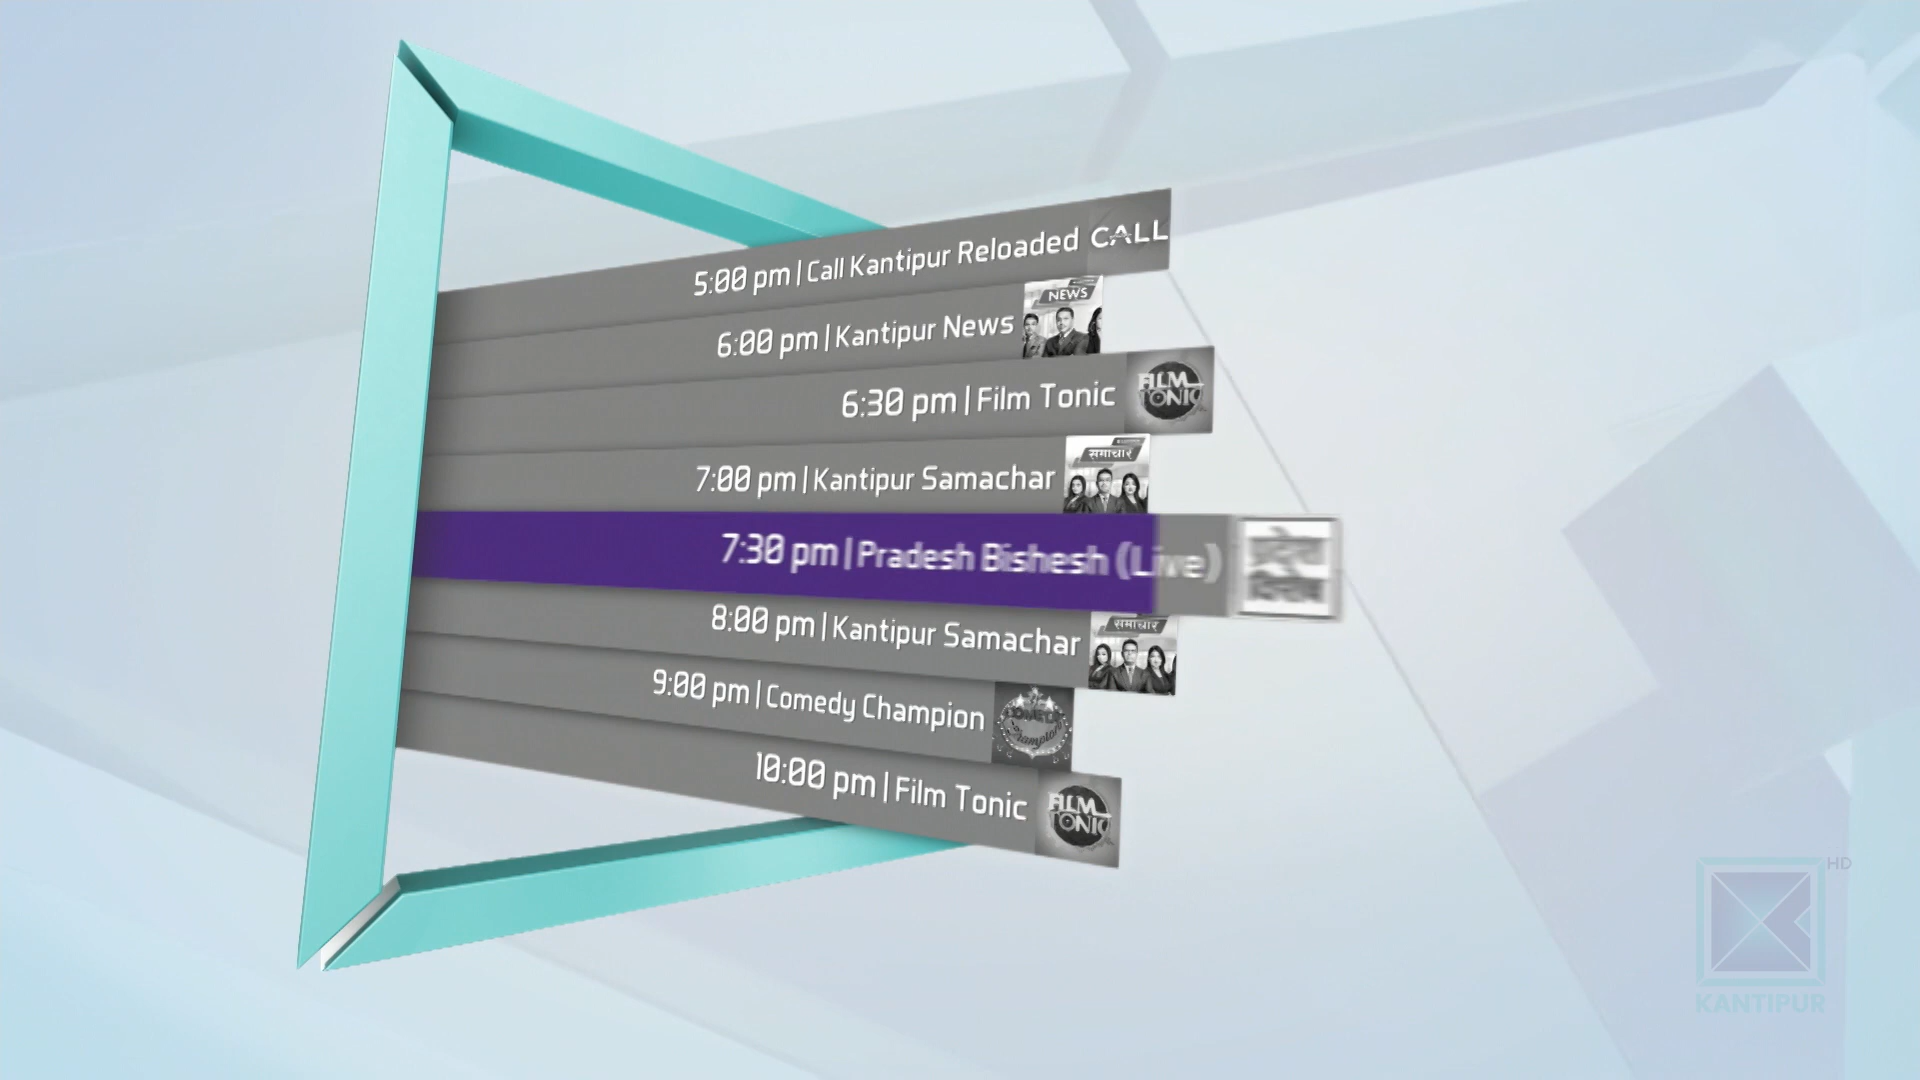 5:00 pm | Call Kantipur Reloaded CALL
6:00 pm | Kantipur News NEWS
6:30 pm | Film Tonic FILM TONIC
7:00 pm | Kantipur Samachar समाचार
7:30 pm | Pradesh Bishesh (Live)
8:00 pm | Kantipur Samachar समाचार
9:00 pm | Comedy Champion Comedy Champion
10:00 pm | Film Tonic FILM TONIC
HD
KANTIPUR